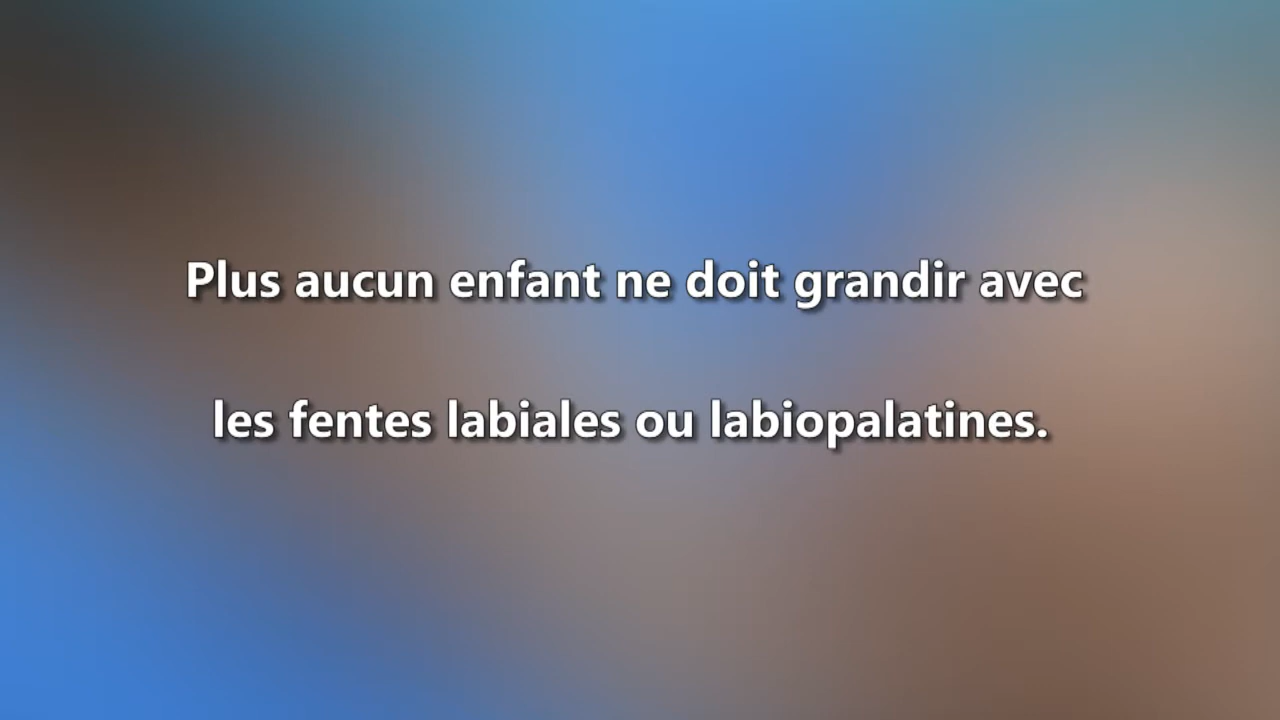 Plus aucun enfant ne doit grandir avec
les fentes labiales ou labiopalatines.